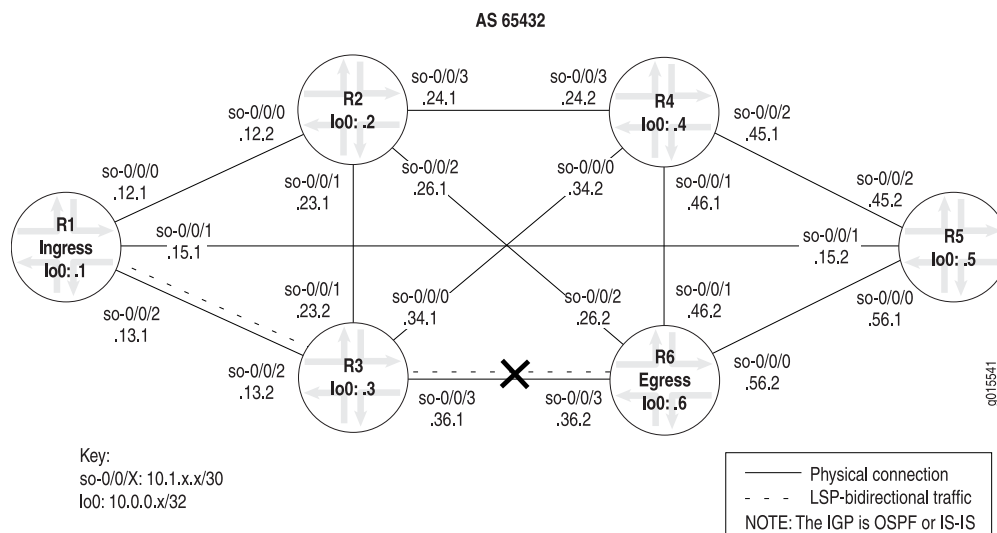 AS 65432
so-0/0/3
.24.1
so-0/0/3
.24.2
R2
lo0: .2
R4
lo0: .4
so-0/0/0
.12.2
so-0/0/2
.45.1
so-0/0/0
.12.1
so-0/0/2
.26.1
so-0/0/0
.34.2
so-0/0/1
.23.1
so-0/0/1
.46.1
so-0/0/2
.45.2
R1
Ingress
lo0: .1
so-0/0/1
.15.1
so-0/0/1
.15.2
R5
lo0: .5
so-0/0/2
.13.1
so-0/0/1
.23.2
so-0/0/0
.34.1
so-0/0/2
.26.2
so-0/0/1
.46.2
so-0/0/0
.56.1
so-0/0/2
.13.2
R3
lo0: .3
R6
Egress
lo0: .6
so-0/0/0
.56.2
so-0/0/3
.36.1
so-0/0/3
.36.2
g015541
Key:
so-0/0/X: 10.1.x.x/30
lo0: 10.0.0.x/32
Physical connection
LSP-bidirectional traffic
NOTE: The IGP is OSPF or IS-IS